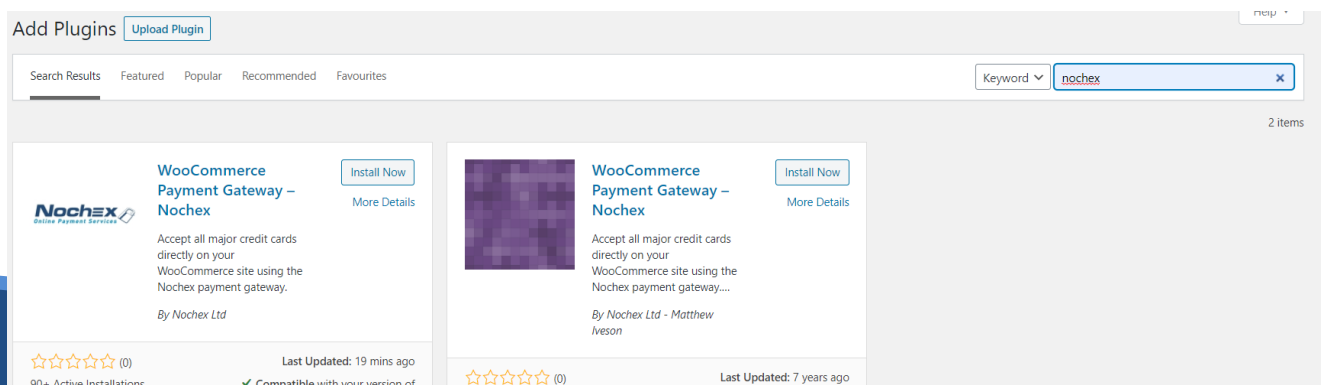 Help
Add Plugins Upload Plugin
Search Results Featured Popular Recommended Favourites Keyword nochex
2 items
WooCommerce
Payment Gateway –
Nochex
Install Now
More Details
Nochex
Online Payment Services
Accept all major credit cards
directly on your
WooCommerce site using the
Nochex payment gateway.
By Nochex Ltd
(0)
Last Updated: 19 mins ago
90+ Active Installations
Compatible with your version of
WooCommerce
Payment Gateway –
Nochex
Install Now
More Details
Accept all major credit cards
directly on your
WooCommerce site using the
Nochex payment gateway....
By Nochex Ltd - Matthew
Iveson
(0)
Last Updated: 7 years ago